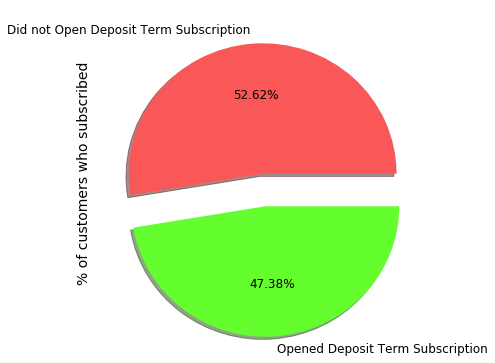 Did not Open Deposit Term Subscription
52.62%
% of customers who subscribed
47.38%
Opened Deposit Term Subscription